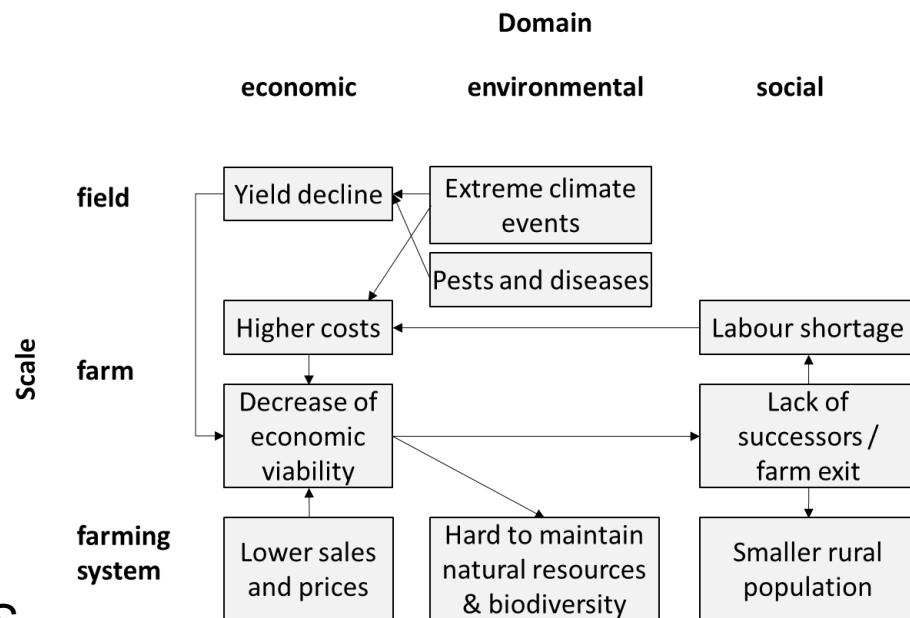 Domain
economic
environmental
social
Scale
field
Yield decline
Extreme climate
events
Pests and diseases
farm
Higher costs
Labour shortage
Decrease of
economic
viability
Lack of
successors /
farm exit
farming
system
Lower sales
and prices
Hard to maintain
natural resources
& biodiversity
Smaller rural
population